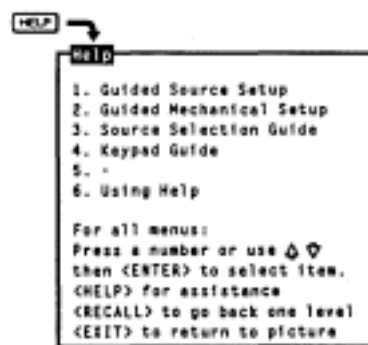 HELP
Help
1. Guided Source Setup
2. Guided Mechanical Setup
3. Source Selection Guide
4. Keypad Guide
5. -
6. Using Help
For all menus:
Press a number or use
then <ENTER> to select item.
<HELP> for assistance
<RECALL> to go back one level
<EXIT> to return to picture